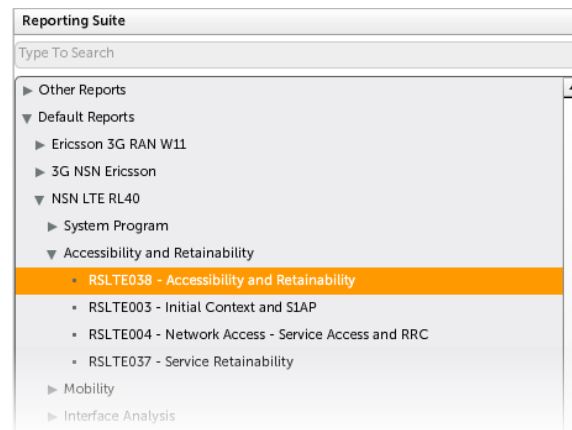 Reporting Suite
Type To Search
Other Reports
Default Reports
Ericsson 3G RAN W11
3G NSN Ericsson
NSN LTE RL40
System Program
Accessibility and Retainability
RSLTE038 - Accessibility and Retainability
RSLTE003 - Initial Context and S1AP
RSLTE004 - Network Access - Service Access and RRC
RSLTE037 - Service Retainability
Mobility
Interface Analysis